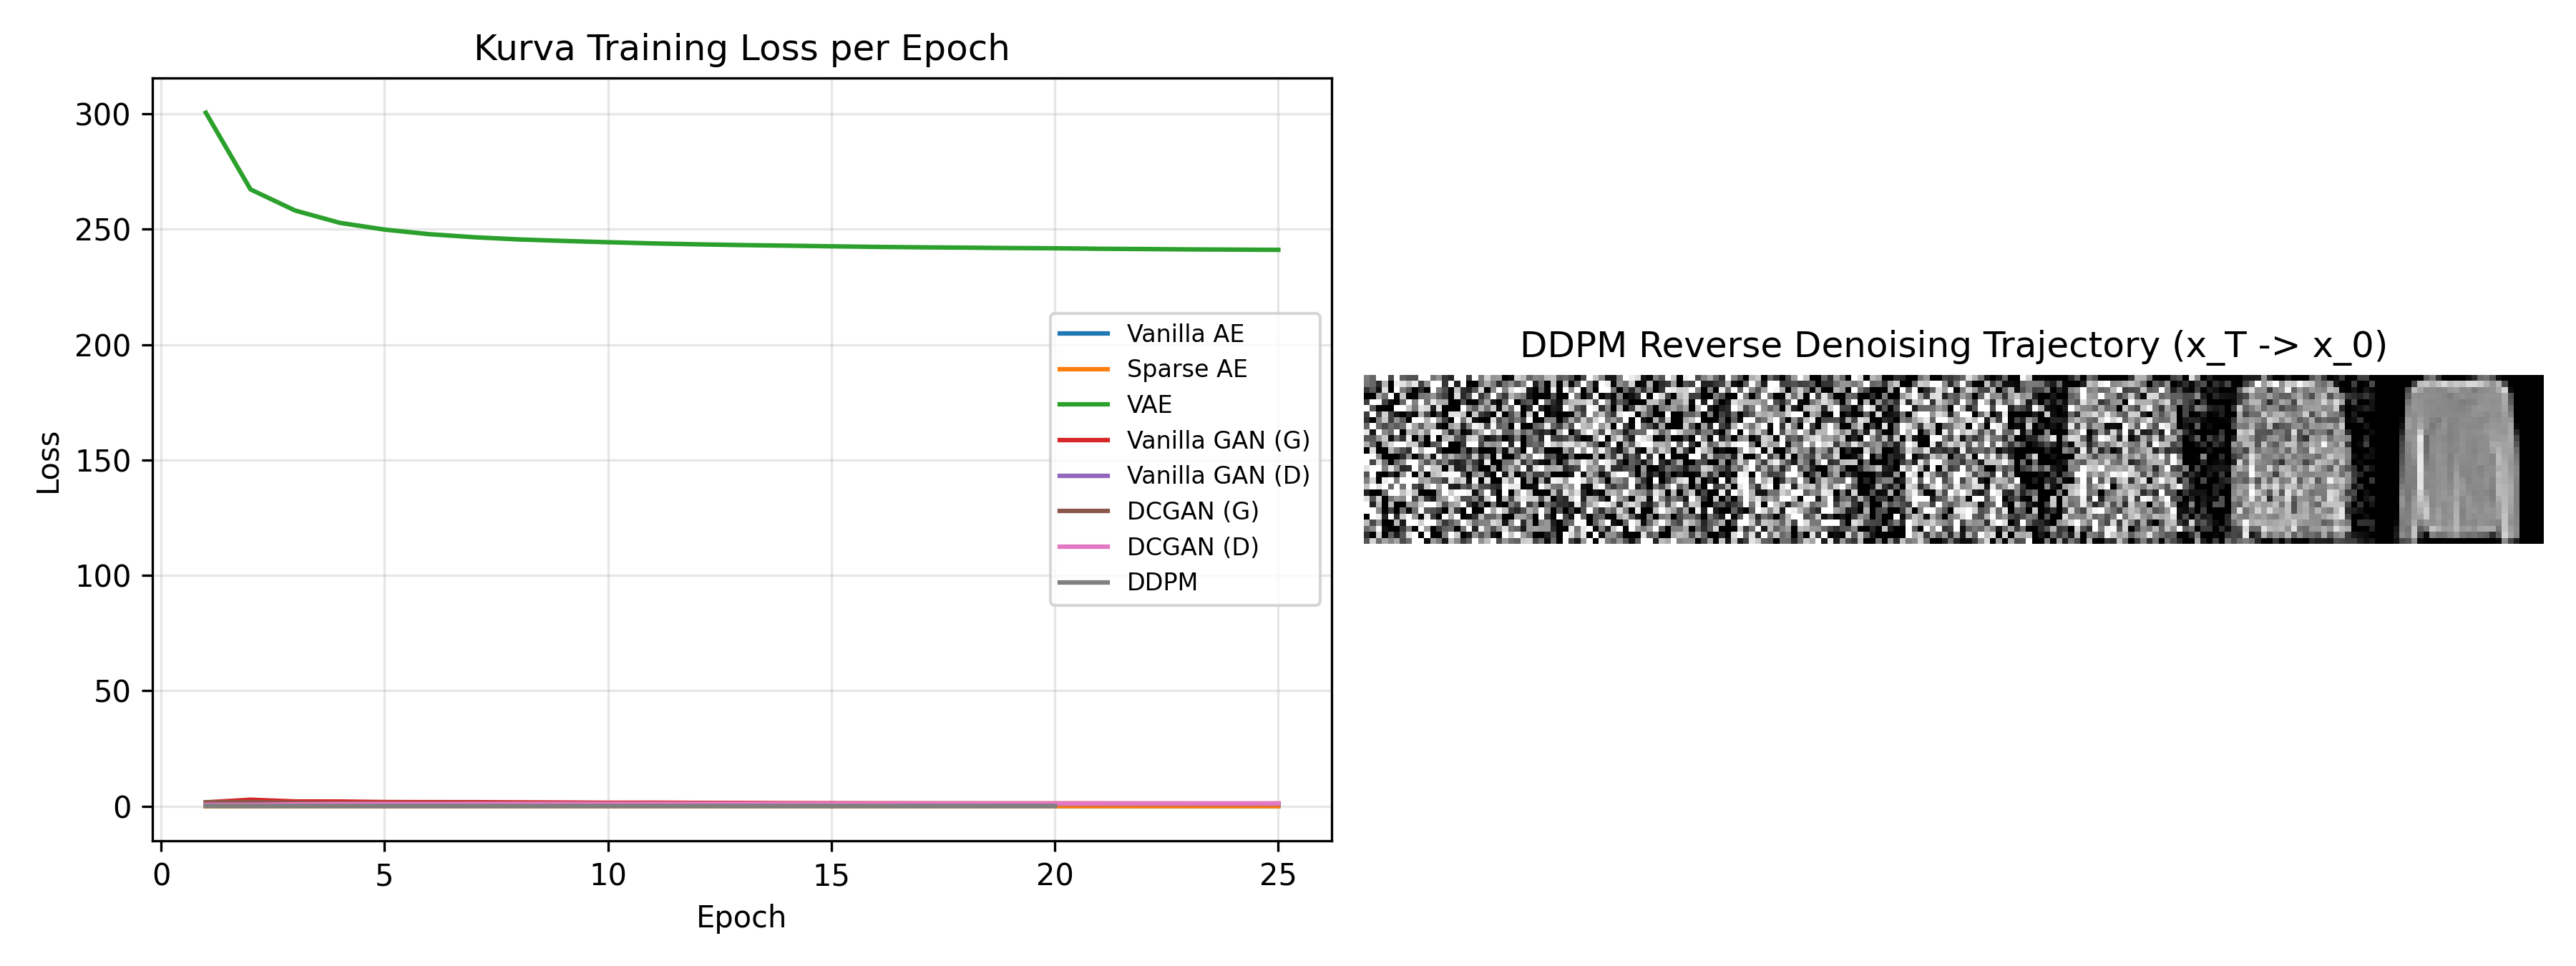 Kurva Training Loss per Epoch
300
250
200
150
100
50
0
Loss
0 5 10 15 20 25
Epoch
Vanilla AE
Sparse AE
VAE
Vanilla GAN (G)
Vanilla GAN (D)
DCGAN (G)
DCGAN (D)
DDPM
DDPM Reverse Denoising Trajectory (x_T -> x_0)